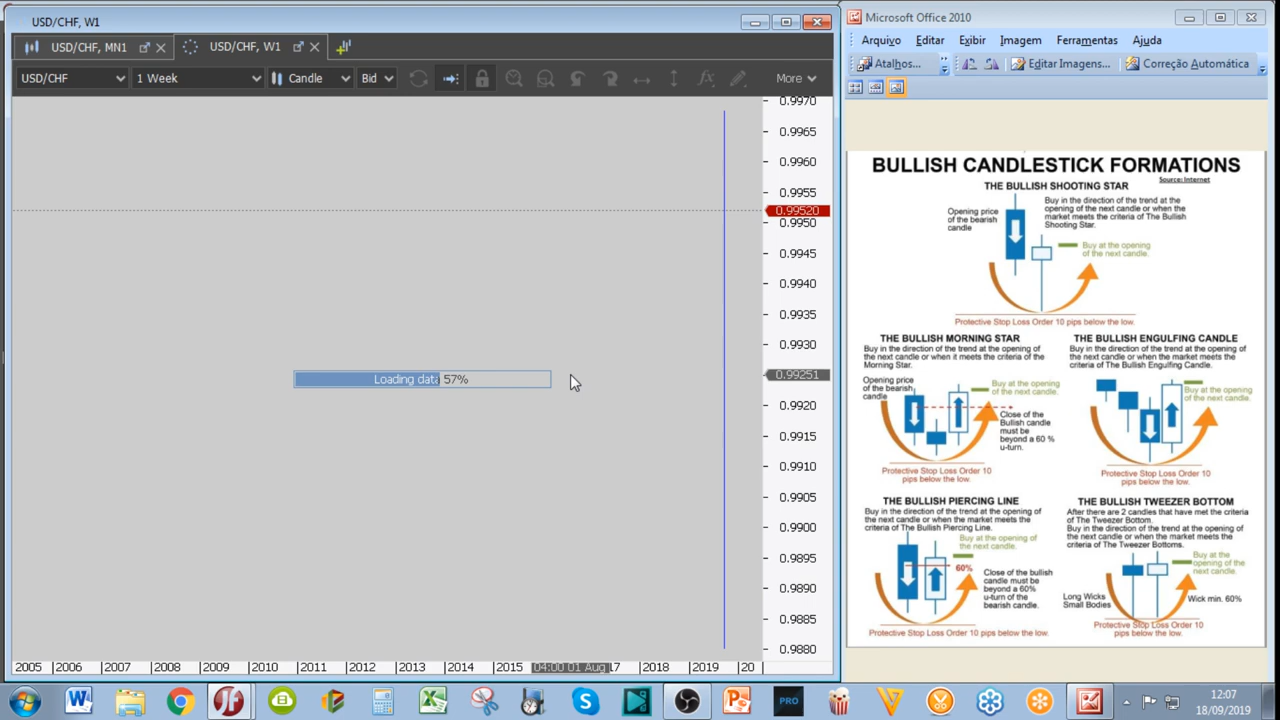 USD/CHF, W1
USD/CHF, MN1
USD/CHF, W1
USD/CHF
1 Week
Candle
Bid
More
0.9970
0.9965
0.9960
0.9955
0.99520
0.9950
0.9945
0.9940
0.9935
0.9930
0.99251
0.9920
0.9915
0.9910
0.9905
0.9900
0.9895
0.9890
0.9885
0.9880
Loading data 57%
2005 2006 2007 2008 2009 2010 2011 2012 2013 2014 2015 04:00 01 Aug 17 2018 2019 20
Microsoft Office 2010
Arquivo Editar Exibir Imagem Ferramentas Ajuda
Atalhos... Editar Imagens... Correção Automática
BULLISH CANDLESTICK FORMATIONS
Source: Internet
THE BULLISH SHOOTING STAR
Opening price
of the bearish
candle
Buy in the direction of the trend at the
opening of the next candle or when the
market meets the criteria of The Bullish
Shooting Star.
Buy at the opening
of the next candle.
Protective Stop Loss Order 10 pips below the low.
THE BULLISH MORNING STAR
Buy in the direction of the trend at the opening of
the next candle or when it meets the criteria of the
Morning Star.
Opening price
of the bearish
candle
Buy at the opening
of the next candle.
Close of the
Bullish candle
must be
beyond a 60 %
u-turn.
Protective Stop Loss Order 10
pips below the low.
THE BULLISH ENGULFING CANDLE
Buy in the direction of the trend at the opening of
the next candle or when the market meets the
criteria of The Bullish Engulfing Candle.
Buy at the opening
of the next candle.
Protective Stop Loss Order 10
pips below the low.
THE BULLISH PIERCING LINE
Buy in the direction of the trend at the opening of
the next candle or when the market meets the
criteria of The Bullish Piercing Line.
Buy at the opening of
the next candle.
60%
Close of the bullish
candle must be
beyond a 60%
u-turn of the
bearish candle.
Protective Stop Loss Order 10 pips below the low.
THE BULLISH TWEEZER BOTTOM
After there are 2 candles that have met the criteria
of The Tweezer Bottom.
Buy in the direction of the trend at the opening of
the next candle or when the market meets the
criteria of The Tweezer Bottoms.
Buy at the
opening of the
next candle.
Long Wicks
Small Bodies
Wick min. 60%
Protective Stop Loss Order 10
pips below the low.
PRO
12:07
18/09/2019